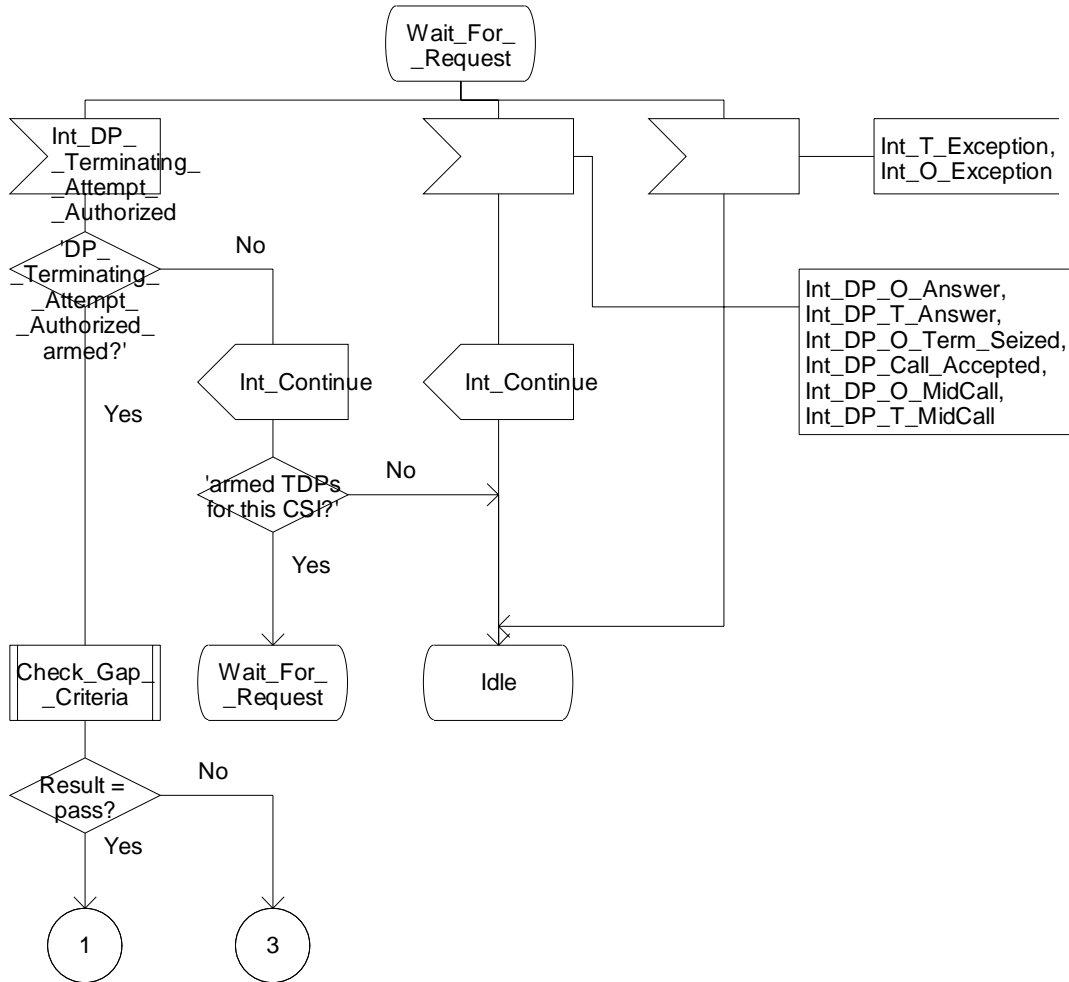 Wait_For_
_Request
Int_DP_
_Terminating_
_Attempt_
_Authorized
Int_T_Exception,
Int_O_Exception
'DP_
_Terminating_
_Attempt_
_Authorized_
armed?'
No
Int_DP_O_Answer,
Int_DP_T_Answer,
Int_DP_O_Term_Seized,
Int_DP_Call_Accepted,
Int_DP_O_MidCall,
Int_DP_T_MidCall
Int_Continue
Int_Continue
Yes
'armed TDPs
for this CSI?'
No
Yes
Check_Gap_
_Criteria
Wait_For_
_Request
Idle
Result =
pass?
No
Yes
1
3